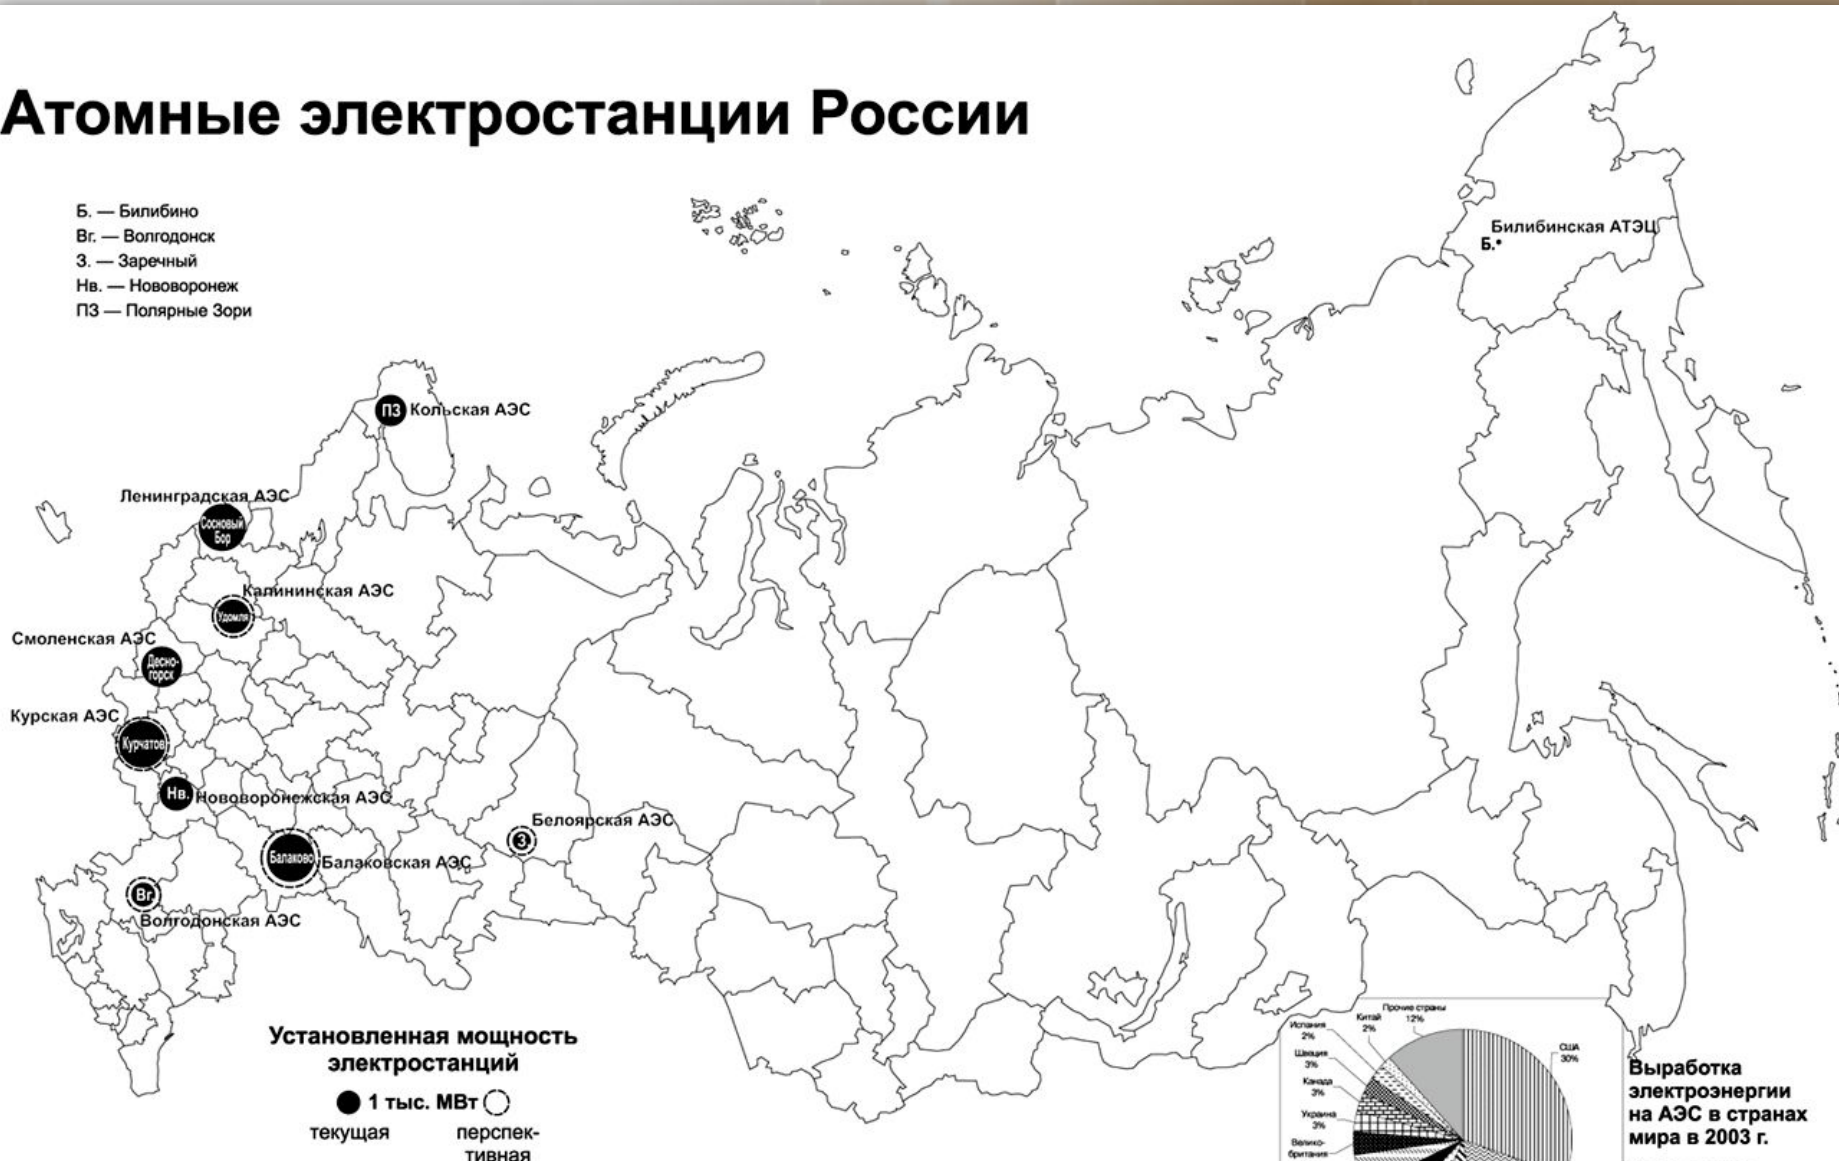 Атомные электростанции России
Б. — Билибино
Вг. — Волгодонск
З. — Заречный
Нв. — Нововоронеж
ПЗ — Полярные Зори
Билибинская АТЭЦ
Б.
ПЗ
Кольская АЭС
Ленинградская АЭС
Сосновый
Бор
Калининская АЭС
Удомля
Смоленская АЭС
Десно-
горск
Курская АЭС
Курчатов
Нв.
Нововоронежская АЭС
Белоярская АЭС
З
Балаково
Балаковская АЭС
Вг.
Волгодонская АЭС
Установленная мощность
электростанций
1 тыс. МВт
текущая
перспек-
тивная
Прочие страны
12%
Китай
2%
Испания
2%
Швеция
3%
Канада
3%
Украина
3%
Велико-
британия
США
30%
Выработка
электроэнергии
на АЭС в странах
мира в 2003 г.